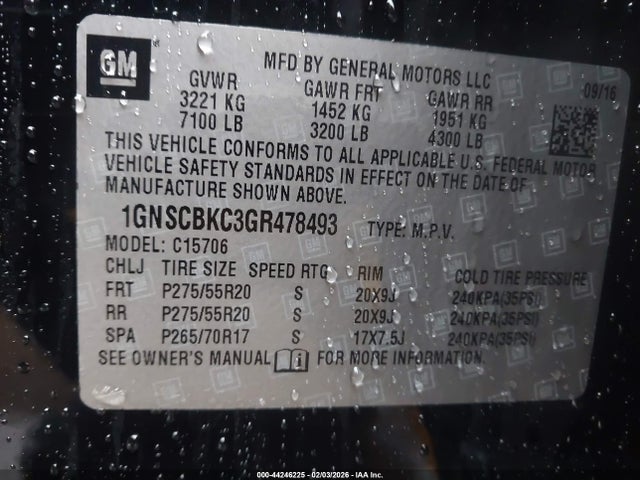 GM
MFD BY GENERAL MOTORS LLC
GVWR GAWR FRT GAWR RR 09/16
3221 KG 1452 KG 1951 KG
7100 LB 3200 LB 4300 LB
THIS VEHICLE CONFORMS TO ALL APPLICABLE U.S. FEDERAL MOTOR
VEHICLE SAFETY STANDARDS IN EFFECT ON THE DATE OF
MANUFACTURE SHOWN ABOVE.
1GNSCBKC3GR478493 TYPE: M.P.V.
MODEL: C15706
CHLJ TIRE SIZE SPEED RTG RIM COLD TIRE PRESSURE
FRT P275/55R20 S 20X9J 240KPA(35PSI)
RR P275/55R20 S 20X9J 240KPA(35PSI)
SPA P265/70R17 S 17X7.5J 240KPA(35PSI)
SEE OWNER'S MANUAL i FOR MORE INFORMATION.
000-44246225 - 02/03/2026 - IAA Inc.